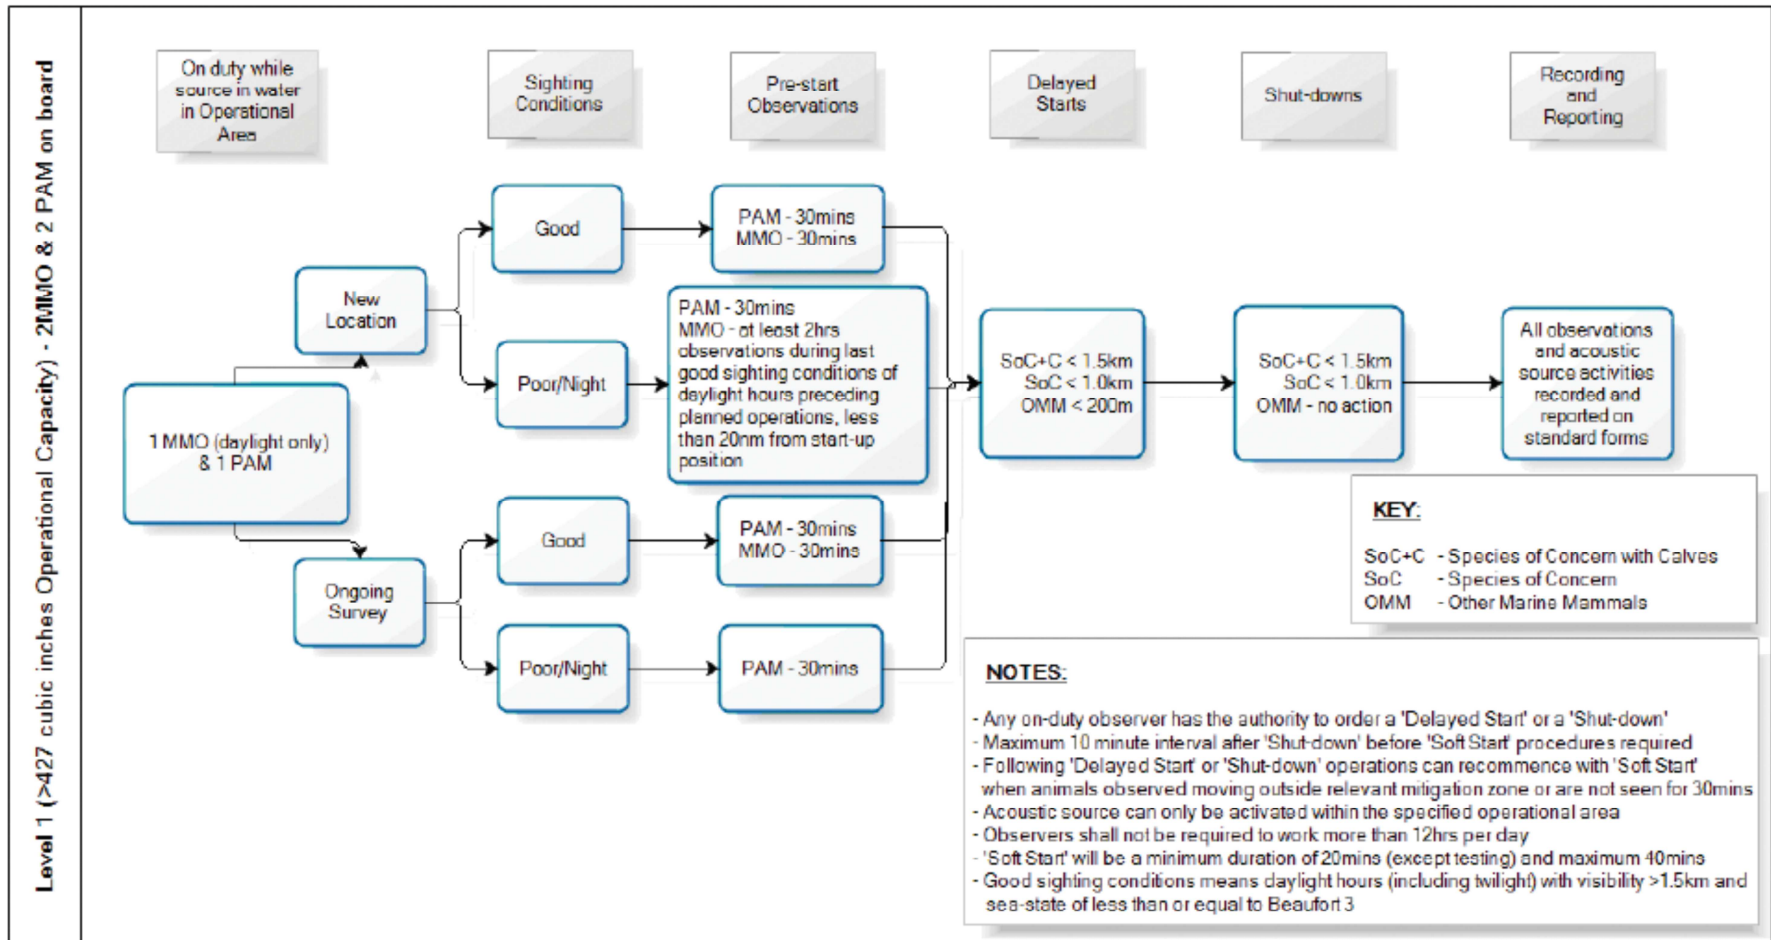 Level 1 (>427 cubic inches Operational Capacity) - 2MMO & 2 PAM on board
On duty while
source in water
in Operational
Area
Sighting
Conditions
Pre-start
Observations
Delayed
Starts
Shut-downs
Recording
and
Reporting
1 MMO (daylight only)
& 1 PAM
New
Location
Good
PAM - 30mins
MMO - 30mins
Poor/Night
PAM - 30mins
MMO - at least 2hrs
observations during last
good sighting conditions of
daylight hours preceding
planned operations, less
than 20nm from start-up
position
Ongoing
Survey
Good
PAM - 30mins
MMO - 30mins
Poor/Night
PAM - 30mins
SoC+C < 1.5km
SoC < 1.0km
OMM < 200m
SoC+C < 1.5km
SoC < 1.0km
OMM - no action
All observations
and acoustic
source activities
recorded and
reported on
standard forms
KEY:
SoC+C - Species of Concern with Calves
SoC - Species of Concern
OMM - Other Marine Mammals
NOTES:
- Any on-duty observer has the authority to order a 'Delayed Start' or a 'Shut-down'
- Maximum 10 minute interval after 'Shut-down' before 'Soft Start' procedures required
- Following 'Delayed Start' or 'Shut-down' operations can recommence with 'Soft Start'
when animals observed moving outside relevant mitigation zone or are not seen for 30mins
- Acoustic source can only be activated within the specified operational area
- Observers shall not be required to work more than 12hrs per day
- 'Soft Start' will be a minimum duration of 20mins (except testing) and maximum 40mins
- Good sighting conditions means daylight hours (including twilight) with visibility >1.5km and
sea-state of less than or equal to Beaufort 3